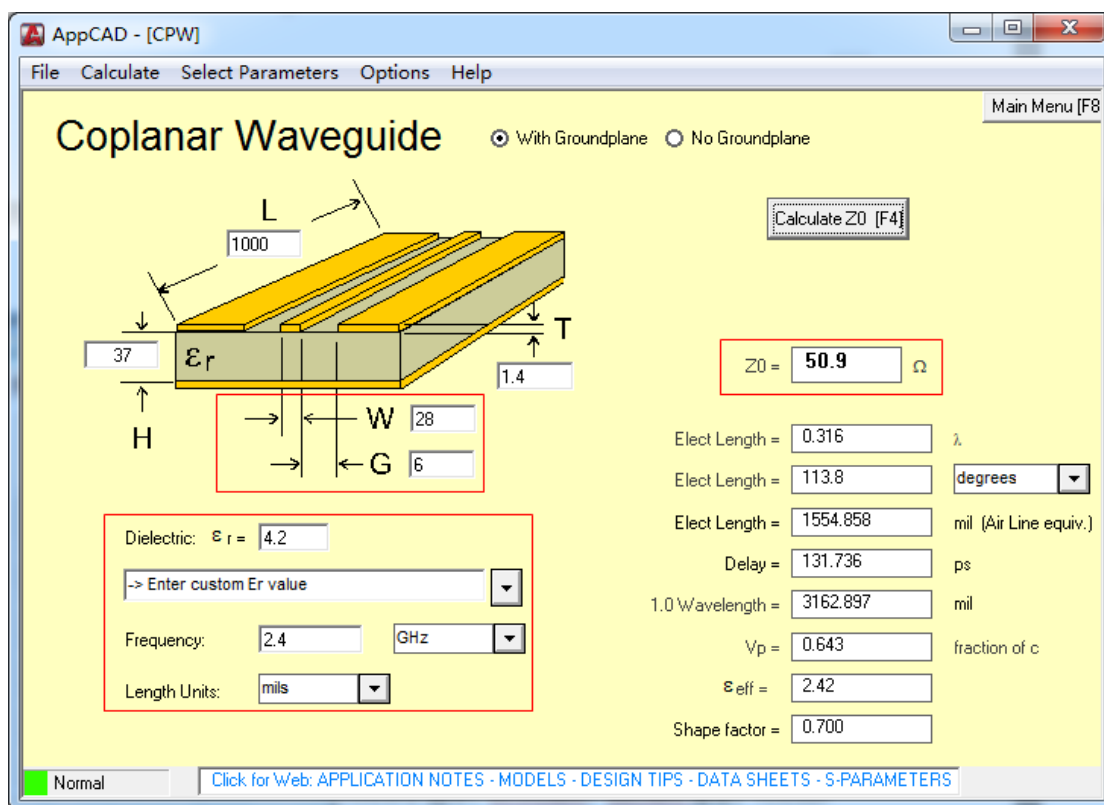 AppCAD - [CPW]
File Calculate Select Parameters Options Help
Main Menu [F8
Coplanar Waveguide
With Groundplane No Groundplane
Calculate Z0 [F4]
L
1000
T
1.4
37
εr
H
W 28
G 6
Z0 = 50.9 Ω
Elect Length = 0.316 λ
Elect Length = 113.8 degrees
Elect Length = 1554.858 mil (Air Line equiv.)
Delay = 131.736 ps
1.0 Wavelength = 3162.897 mil
Vp = 0.643 fraction of c
εeff = 2.42
Shape factor = 0.700
Dielectric: εr = 4.2
-> Enter custom Er value
Frequency: 2.4 GHz
Length Units: mils
Normal
Click for Web: APPLICATION NOTES - MODELS - DESIGN TIPS - DATA SHEETS - S-PARAMETERS